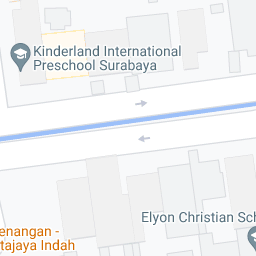 Kinderland International
Preschool Surabaya
Elyon Christian Sch
enangan -
tajaya Indah